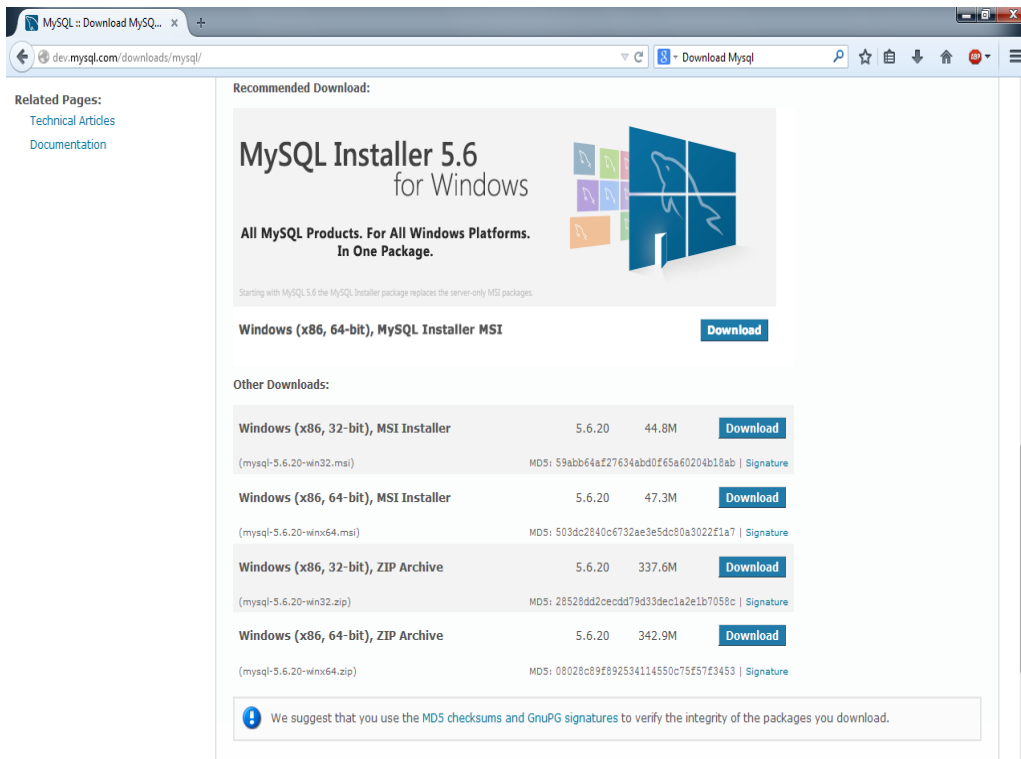 MySQL :: Download MySQ... × +
dev.mysql.com/downloads/mysql/
Download Mysql
ABP
Related Pages:
Technical Articles
Documentation
Recommended Download:
MySQL Installer 5.6
for Windows
All MySQL Products. For All Windows Platforms.
In One Package.
Starting with MySQL 5.6 the MySQL Installer package replaces the server-only MSI packages.
Windows (x86, 64-bit), MySQL Installer MSI Download
Other Downloads:
Windows (x86, 32-bit), MSI Installer 5.6.20 44.8M Download
(mysql-5.6.20-win32.msi) MD5: 59abb64af27634abd0f65a60204b18ab | Signature
Windows (x86, 64-bit), MSI Installer 5.6.20 47.3M Download
(mysql-5.6.20-winx64.msi) MD5: 503dc2840c6732ae3e5dc80a3022f1a7 | Signature
Windows (x86, 32-bit), ZIP Archive 5.6.20 337.6M Download
(mysql-5.6.20-win32.zip) MD5: 28528dd2cecdd79d33dec1a2e1b7058c | Signature
Windows (x86, 64-bit), ZIP Archive 5.6.20 342.9M Download
(mysql-5.6.20-winx64.zip) MD5: 08028c89f892534114550c75f57f3453 | Signature
We suggest that you use the MD5 checksums and GnuPG signatures to verify the integrity of the packages you download.